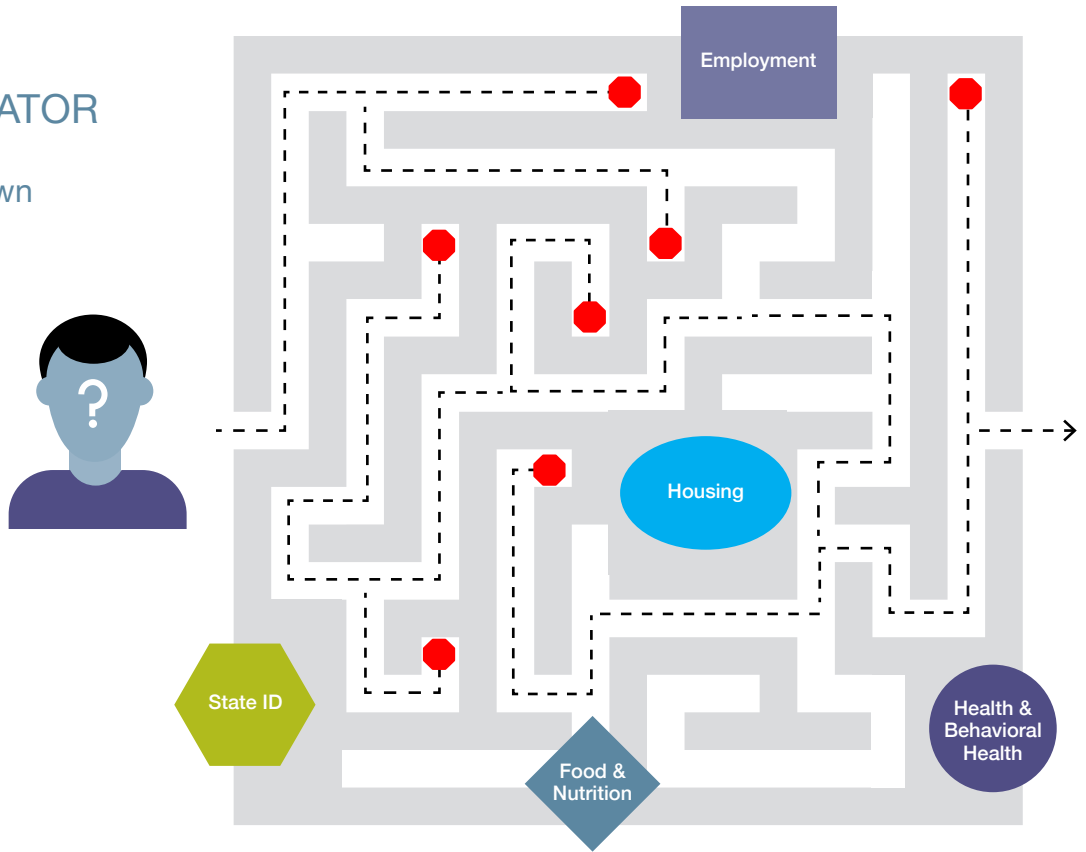 ATOR
wn
?
Employment
Housing
State ID
Food &
Nutrition
Health &
Behavioral
Health